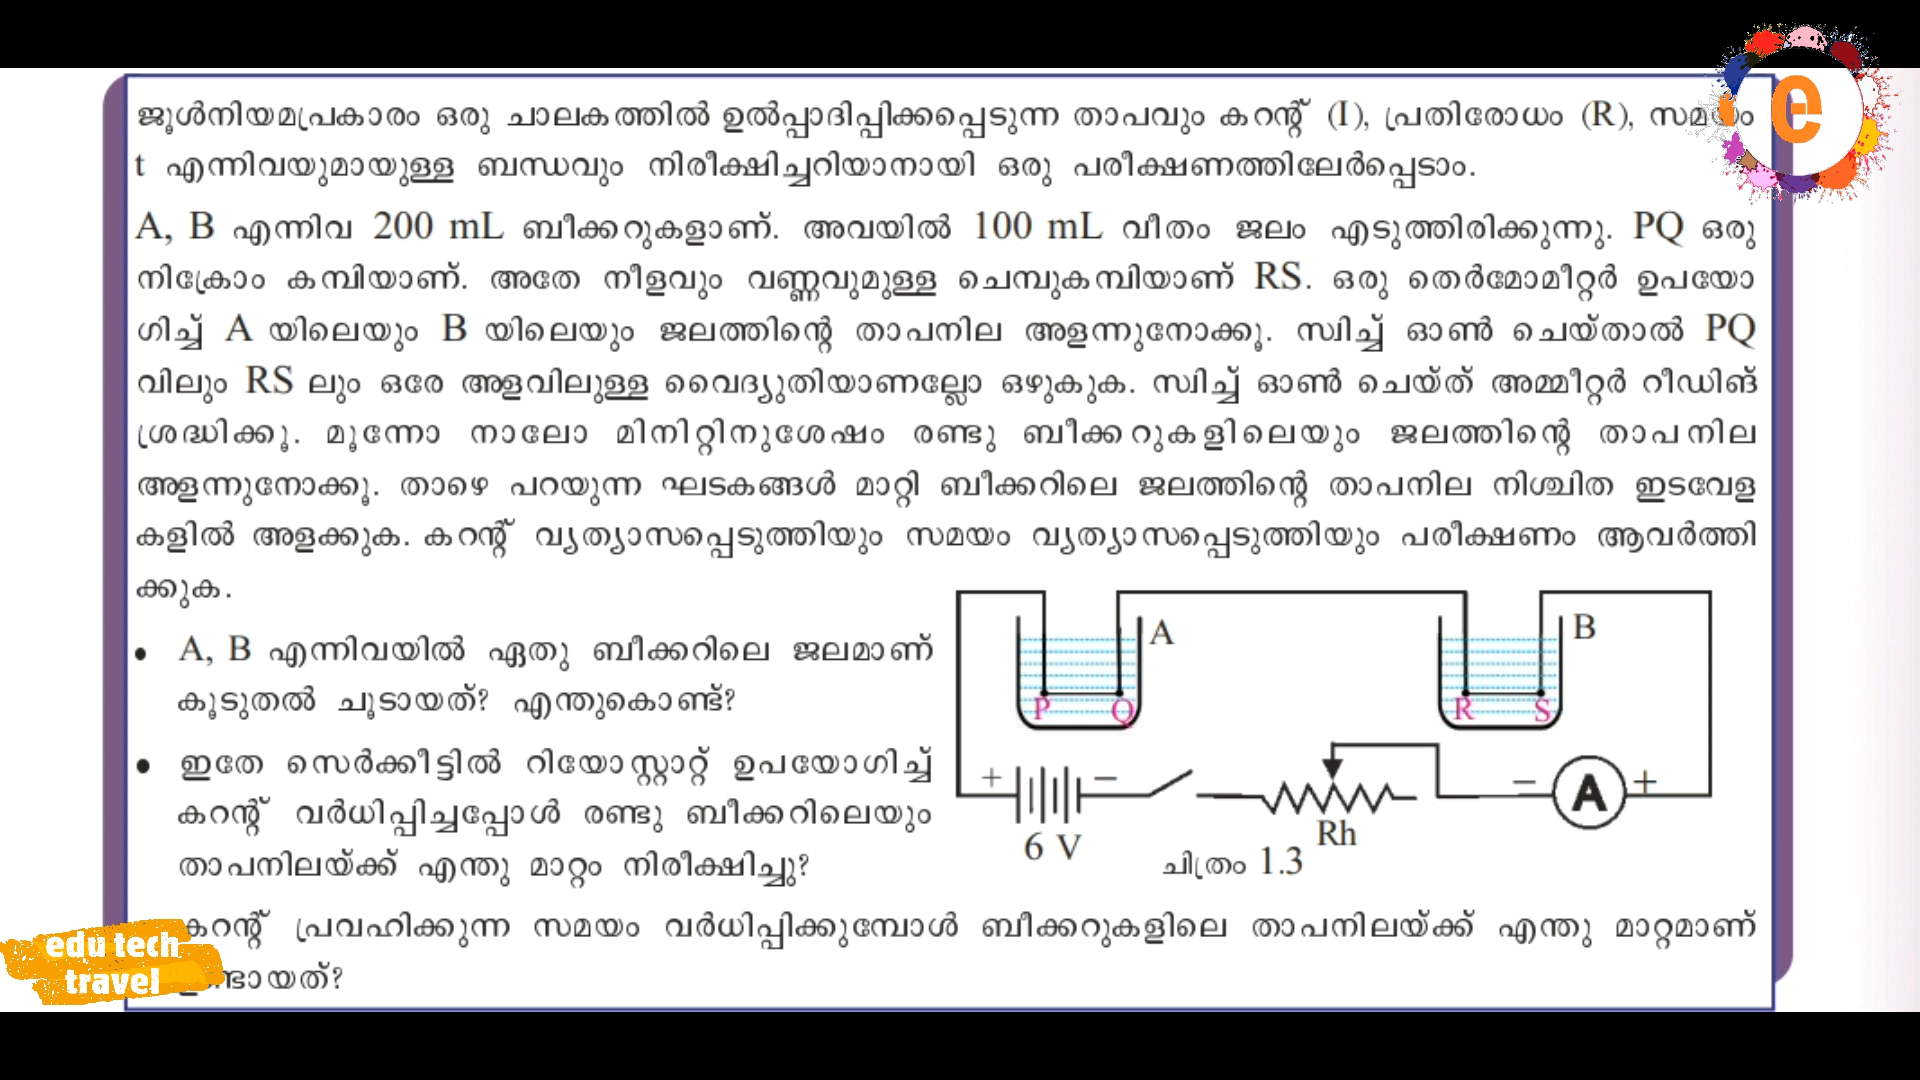 ജൂൾനിയമപ്രകാരം ഒരു ചാലകത്തിൽ ഉൽപ്പാദിപ്പിക്കപ്പെടുന്ന താപവും കറന്റ് (I), പ്രതിരോധം (R), സമയം
t എന്നിവയുമായുള്ള ബന്ധവും നിരീക്ഷിച്ചറിയാനായി ഒരു പരീക്ഷണത്തിലേർപ്പെടാം.
A, B എന്നിവ 200 mL ബീക്കറുകളാണ്. അവയിൽ 100 mL വീതം ജലം എടുത്തിരിക്കുന്നു. PQ ഒരു
നിക്രോം കമ്പിയാണ്. അതേ നീളവും വണ്ണവുമുള്ള ചെമ്പുകമ്പിയാണ് RS. ഒരു തെർമോമീറ്റർ ഉപയോ
ഗിച്ച് A യിലെയും B യിലെയും ജലത്തിന്റെ താപനില അളന്നുനോക്കൂ. സ്വിച്ച് ഓൺ ചെയ്താൽ PQ
വിലും RS ലും ഒരേ അളവിലുള്ള വൈദ്യുതിയാണല്ലോ ഒഴുകുക. സ്വിച്ച് ഓൺ ചെയ്ത് അമ്മീറ്റർ റീഡിങ്
ശ്രദ്ധിക്കൂ. മൂന്നോ നാലോ മിനിറ്റിനുശേഷം രണ്ടു ബീക്കറുകളിലെയും ജലത്തിന്റെ താപനില
അളന്നുനോക്കൂ. താഴെ പറയുന്ന ഘടകങ്ങൾ മാറ്റി ബീക്കറിലെ ജലത്തിന്റെ താപനില നിശ്ചിത ഇടവേള
കളിൽ അളക്കുക. കറന്റ് വ്യത്യാസപ്പെടുത്തിയും സമയം വ്യത്യാസപ്പെടുത്തിയും പരീക്ഷണം ആവർത്തി
ക്കുക.
• A, B എന്നിവയിൽ ഏതു ബീക്കറിലെ ജലമാണ്
കൂടുതൽ ചൂടായത്? എന്തുകൊണ്ട്?
• ഇതേ സെർക്കീട്ടിൽ റിയോസ്റ്റാറ്റ് ഉപയോഗിച്ച്
കറന്റ് വർധിപ്പിച്ചപ്പോൾ രണ്ടു ബീക്കറിലെയും
താപനിലയ്ക്ക് എന്തു മാറ്റം നിരീക്ഷിച്ചു?
A
B
P Q
R S
+ −
− A +
6 V
Rh
ചിത്രം 1.3
കറന്റ് പ്രവഹിക്കുന്ന സമയം വർധിപ്പിക്കുമ്പോൾ ബീക്കറുകളിലെ താപനിലയ്ക്ക് എന്തു മാറ്റമാണ്
ഉണ്ടായത്?
e
edu tech
travel